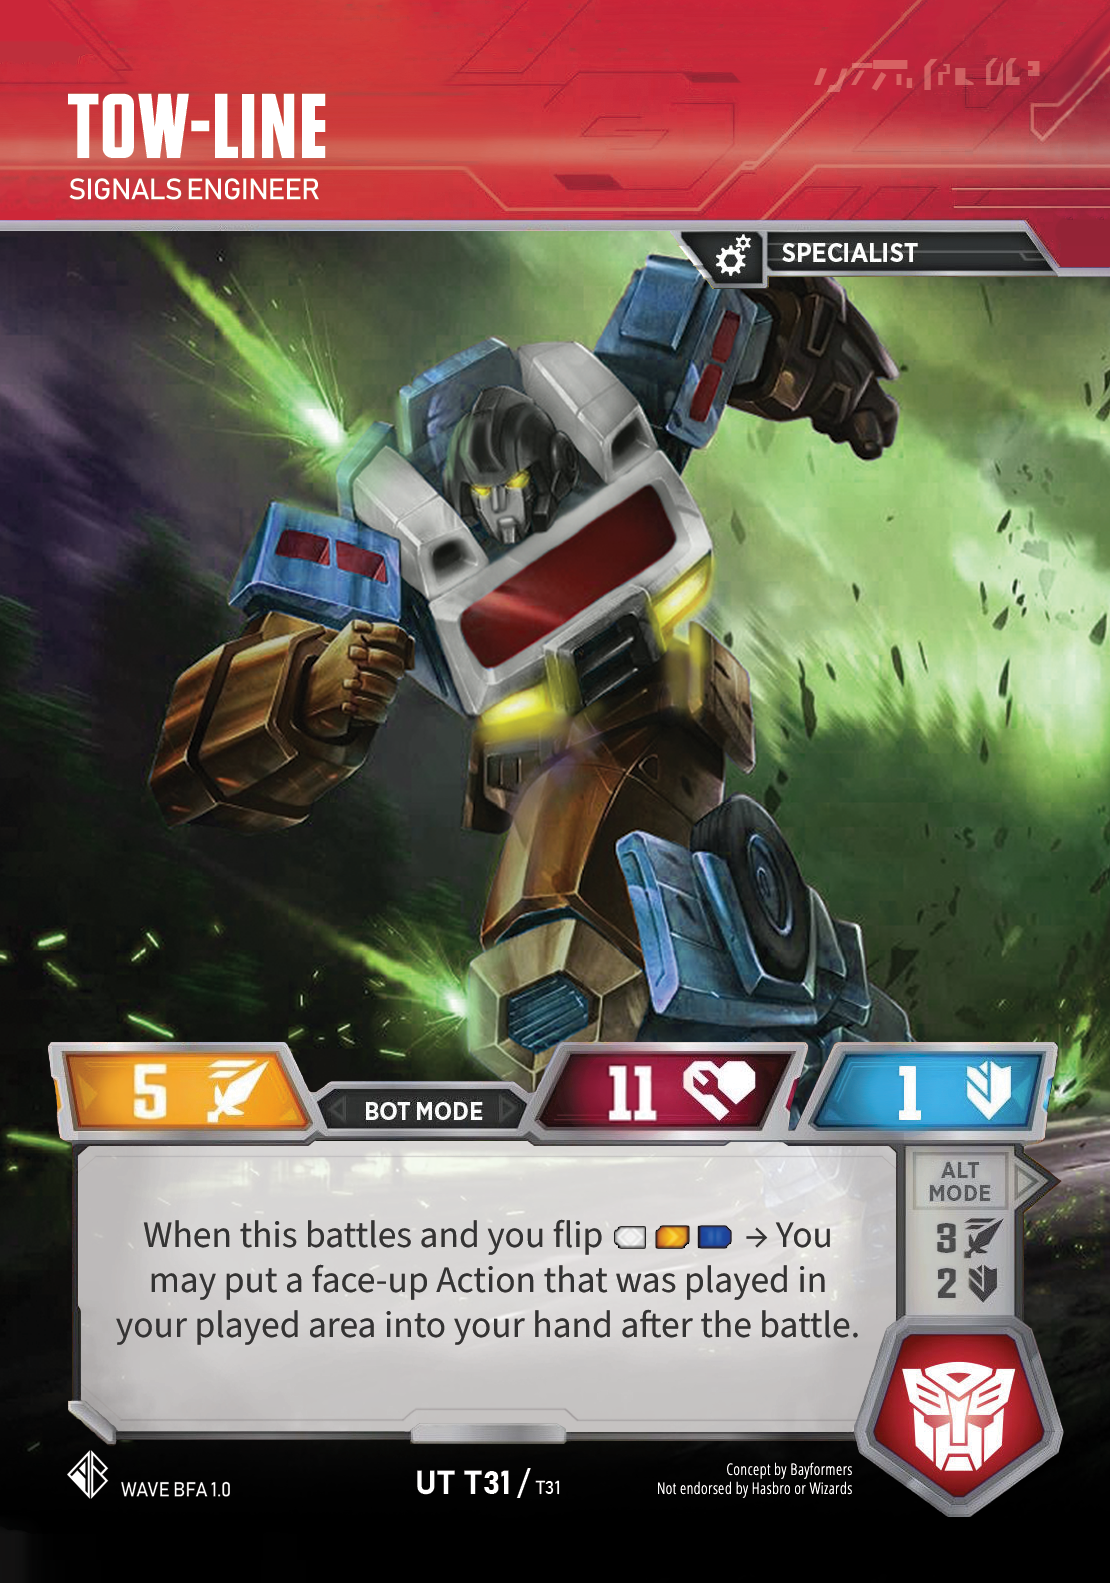 TOW-LINE
SIGNALS ENGINEER
SPECIALIST
5
BOT MODE
11
1
When this battles and you flip → You
may put a face-up Action that was played in
your played area into your hand after the battle.
ALT
MODE
3
2
WAVE BFA 1.0
UT T31 / T31
Concept by Bayformers
Not endorsed by Hasbro or Wizards